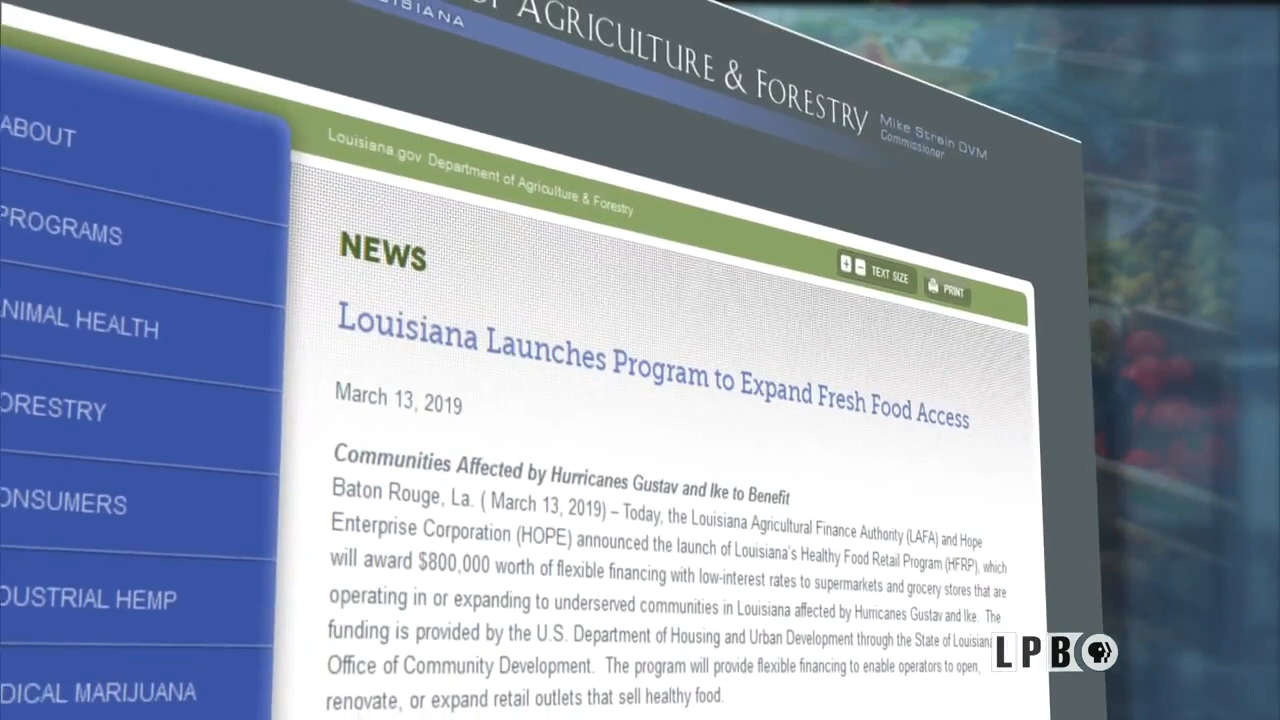 AGRICULTURE & FORESTRY
Mike Strain DVM
Commissioner
Louisiana.gov Department of Agriculture & Forestry
ABOUT
PROGRAMS
NIMAL HEALTH
ORESTRY
ONSUMERS
DUSTRIAL HEMP
DICAL MARIJUANA
+ − TEXT SIZE PRINT
NEWS
Louisiana Launches Program to Expand Fresh Food Access
March 13, 2019
Communities Affected by Hurricanes Gustav and Ike to Benefit
Baton Rouge, La. ( March 13, 2019) – Today, the Louisiana Agricultural Finance Authority (LAFA) and Hope
Enterprise Corporation (HOPE) announced the launch of Louisiana's Healthy Food Retail Program (HFRP), which
will award $800,000 worth of flexible financing with low-interest rates to supermarkets and grocery stores that are
operating in or expanding to underserved communities in Louisiana affected by Hurricanes Gustav and Ike. The
funding is provided by the U.S. Department of Housing and Urban Development through the State of Louisiana
Office of Community Development. The program will provide flexible financing to enable operators to open,
renovate, or expand retail outlets that sell healthy food.
LPB